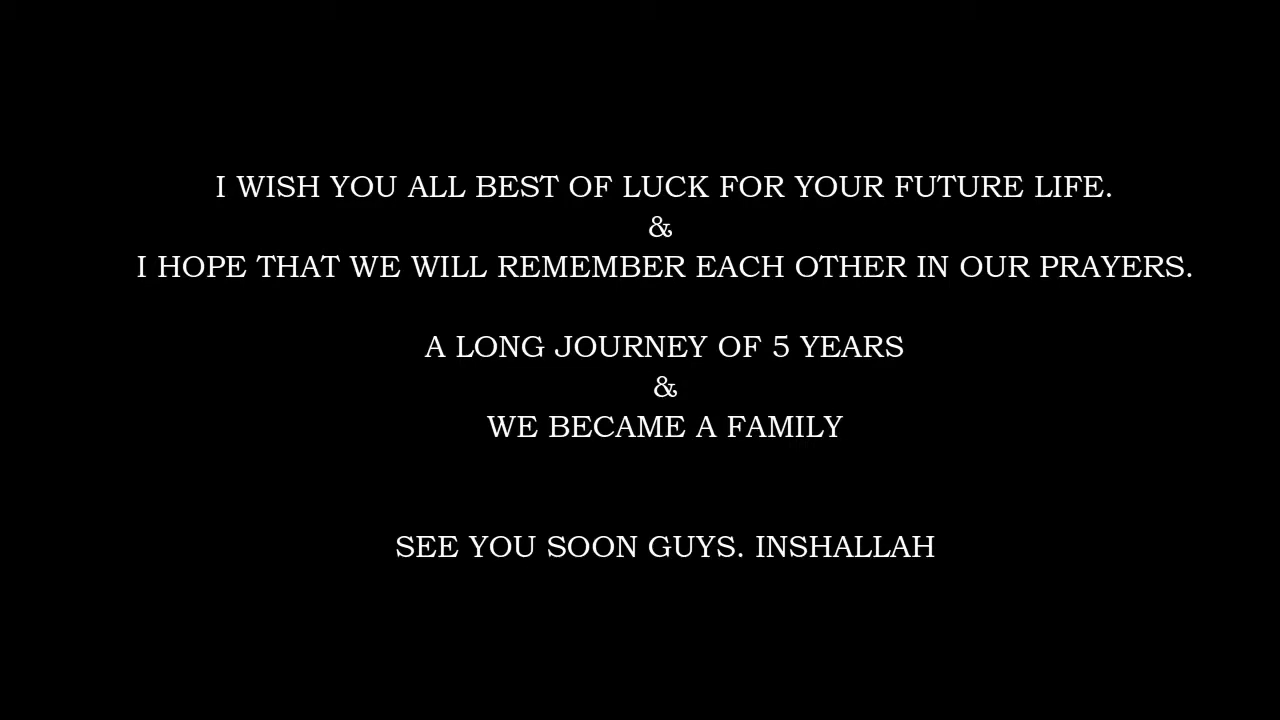 I WISH YOU ALL BEST OF LUCK FOR YOUR FUTURE LIFE.
&
I HOPE THAT WE WILL REMEMBER EACH OTHER IN OUR PRAYERS.
A LONG JOURNEY OF 5 YEARS
&
WE BECAME A FAMILY
SEE YOU SOON GUYS. INSHALLAH